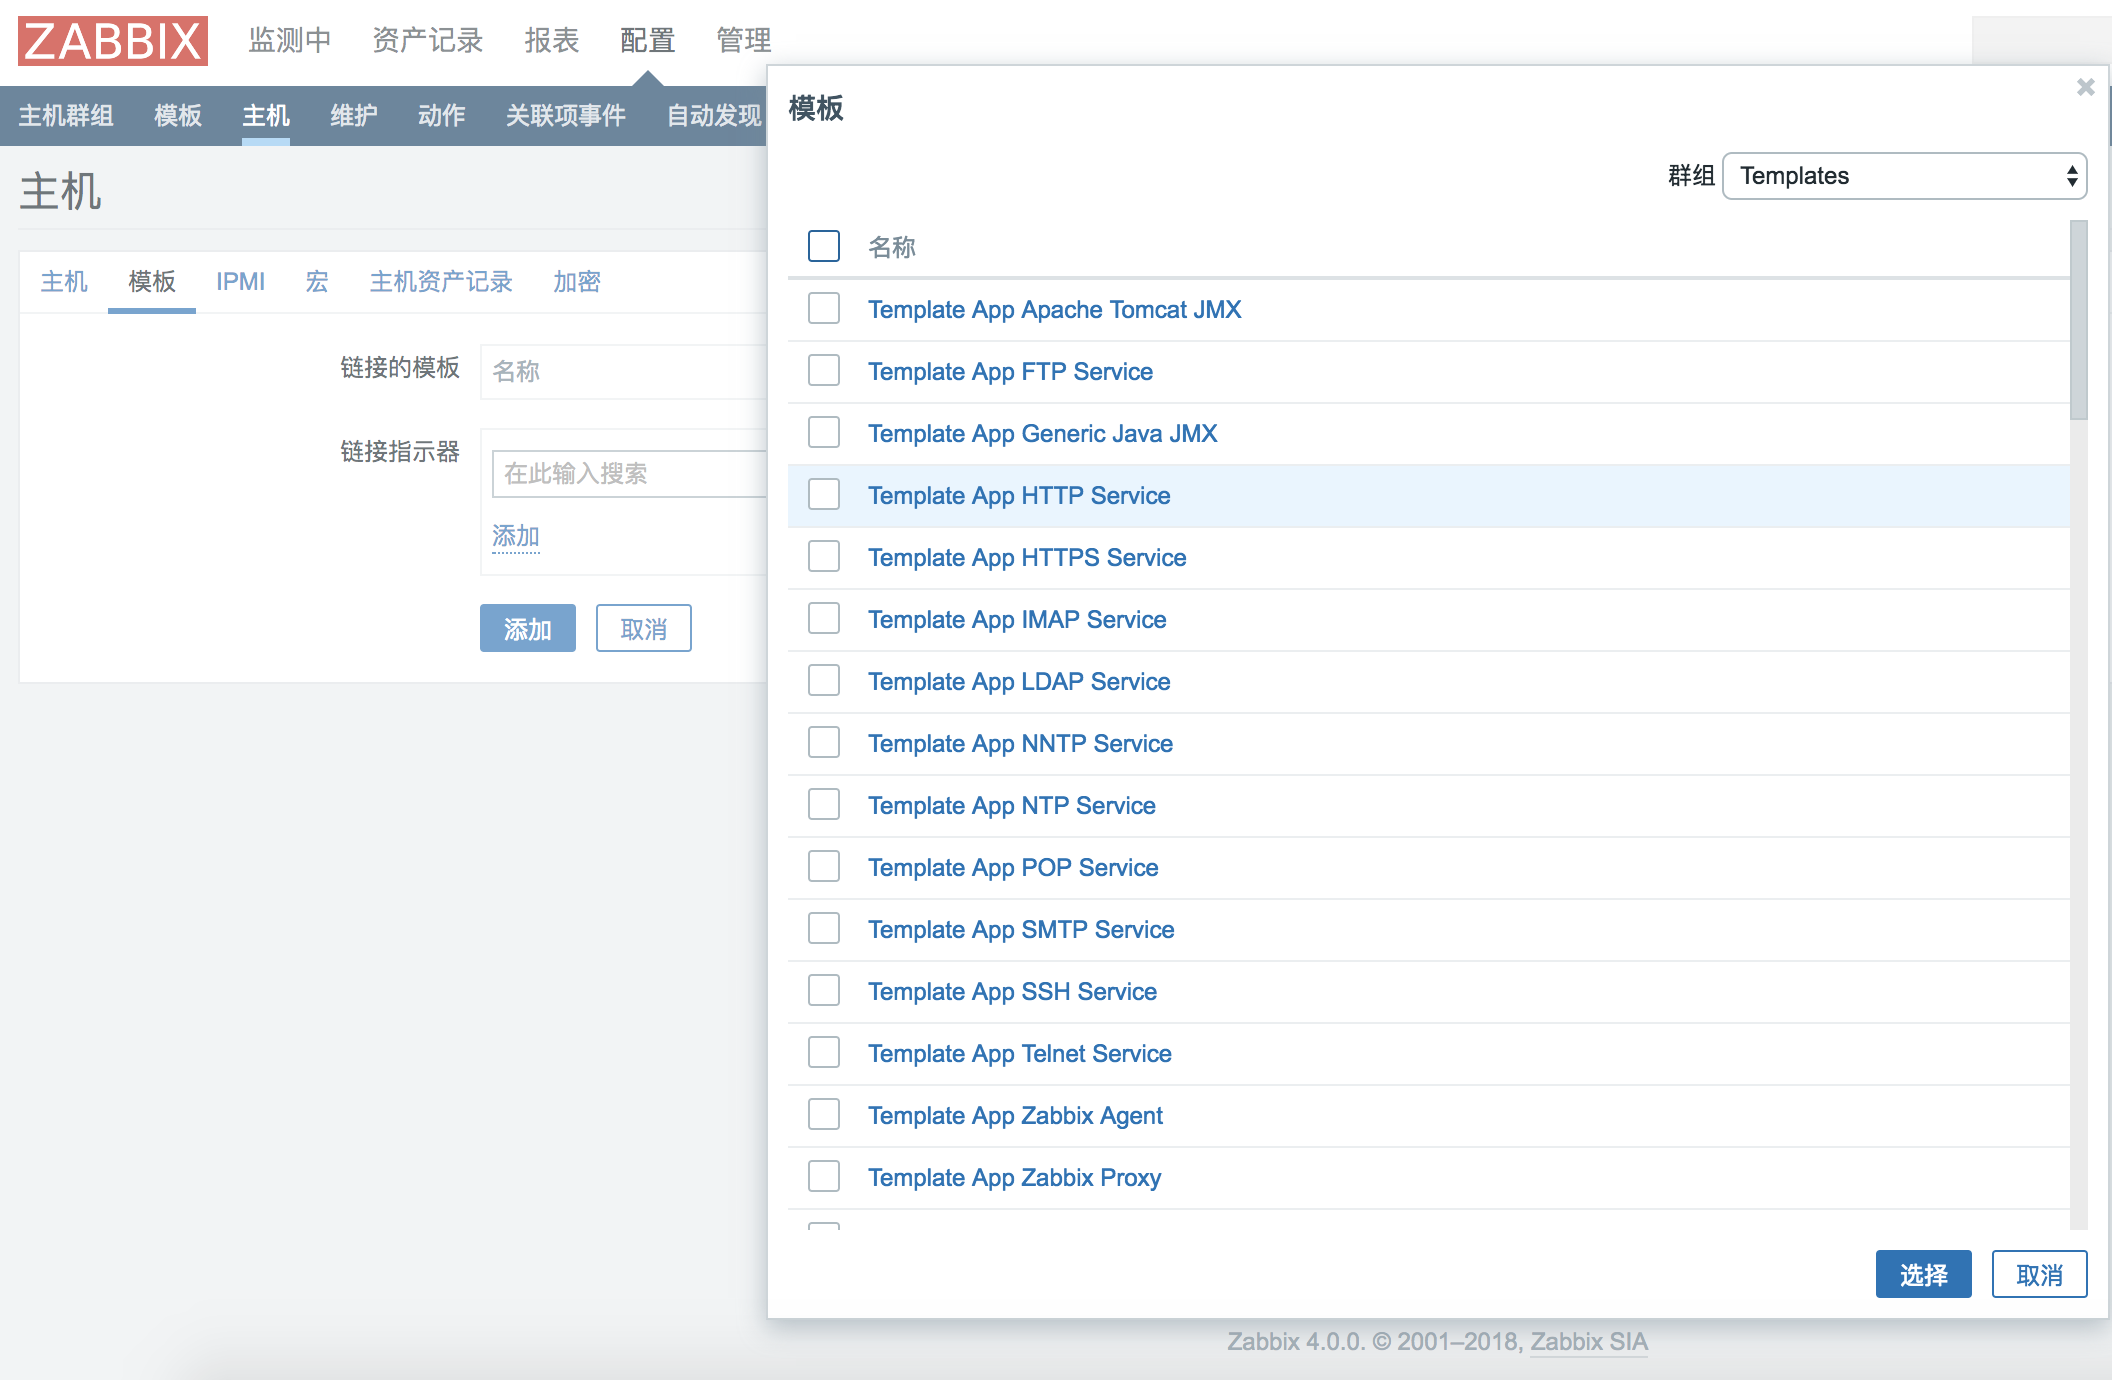 ZABBIX 监测中 资产记录 报表 配置 管理
主机群组 模板 主机 维护 动作 关联项事件 自动发现
主机
主机 模板 IPMI 宏 主机资产记录 加密
链接的模板 名称
链接指示器 在此输入搜索
添加
添加 取消
模板
群组 Templates
名称
Template App Apache Tomcat JMX
Template App FTP Service
Template App Generic Java JMX
Template App HTTP Service
Template App HTTPS Service
Template App IMAP Service
Template App LDAP Service
Template App NNTP Service
Template App NTP Service
Template App POP Service
Template App SMTP Service
Template App SSH Service
Template App Telnet Service
Template App Zabbix Agent
Template App Zabbix Proxy
选择 取消
Zabbix 4.0.0. © 2001–2018, Zabbix SIA